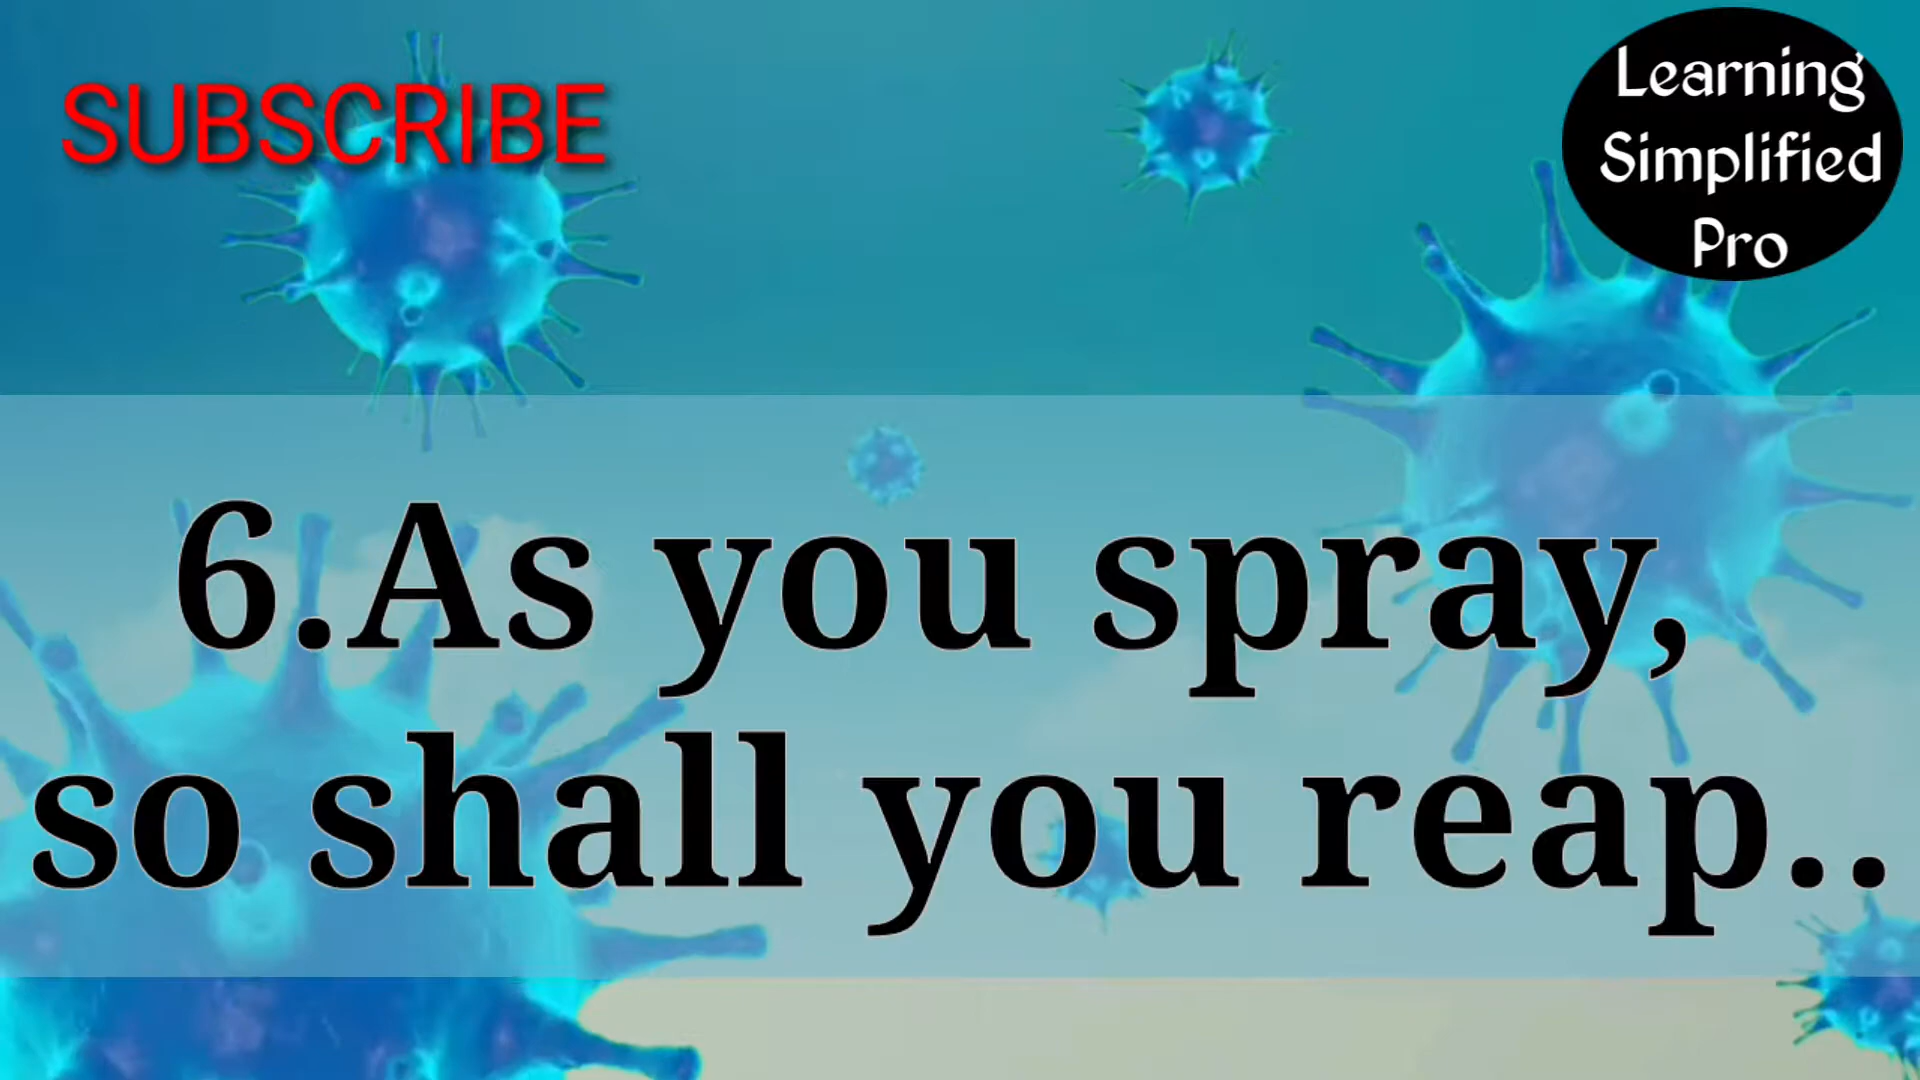 SUBSCRIBE
Learning
Simplified
Pro
6.As you spray,
so shall you reap..